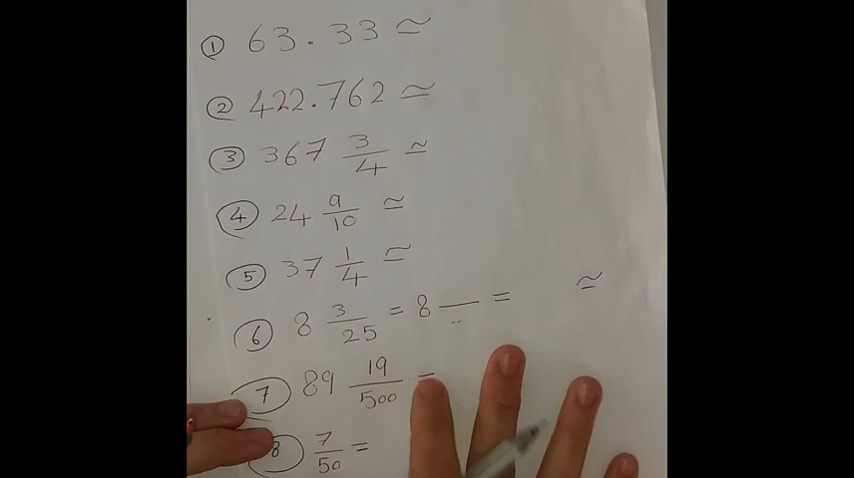 ① 63.33 ≃
② 422.762 ≃
③ 367 3/4 ≃
④ 24 9/10 ≃
⑤ 37 1/4 ≃
⑥ 8 3/25 = 8 — = ≃
⑦ 89 19/500 =
⑧ 7/50 =